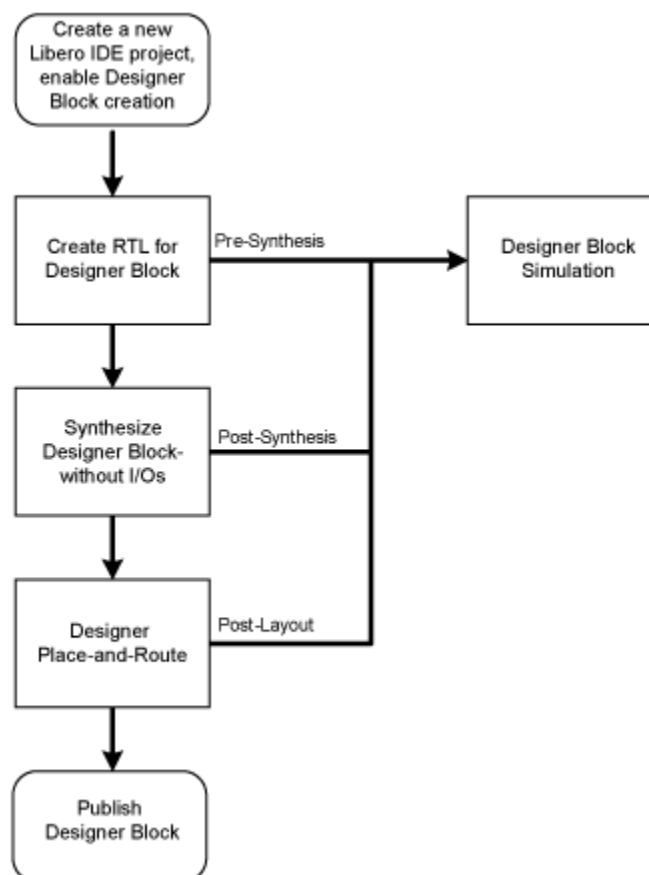 Create a new
Libero IDE project,
enable Designer
Block creation
Create RTL for
Designer Block
Pre-Synthesis
Designer Block
Simulation
Synthesize
Designer Block-
without I/Os
Post-Synthesis
Designer
Place-and-Route
Post-Layout
Publish
Designer Block